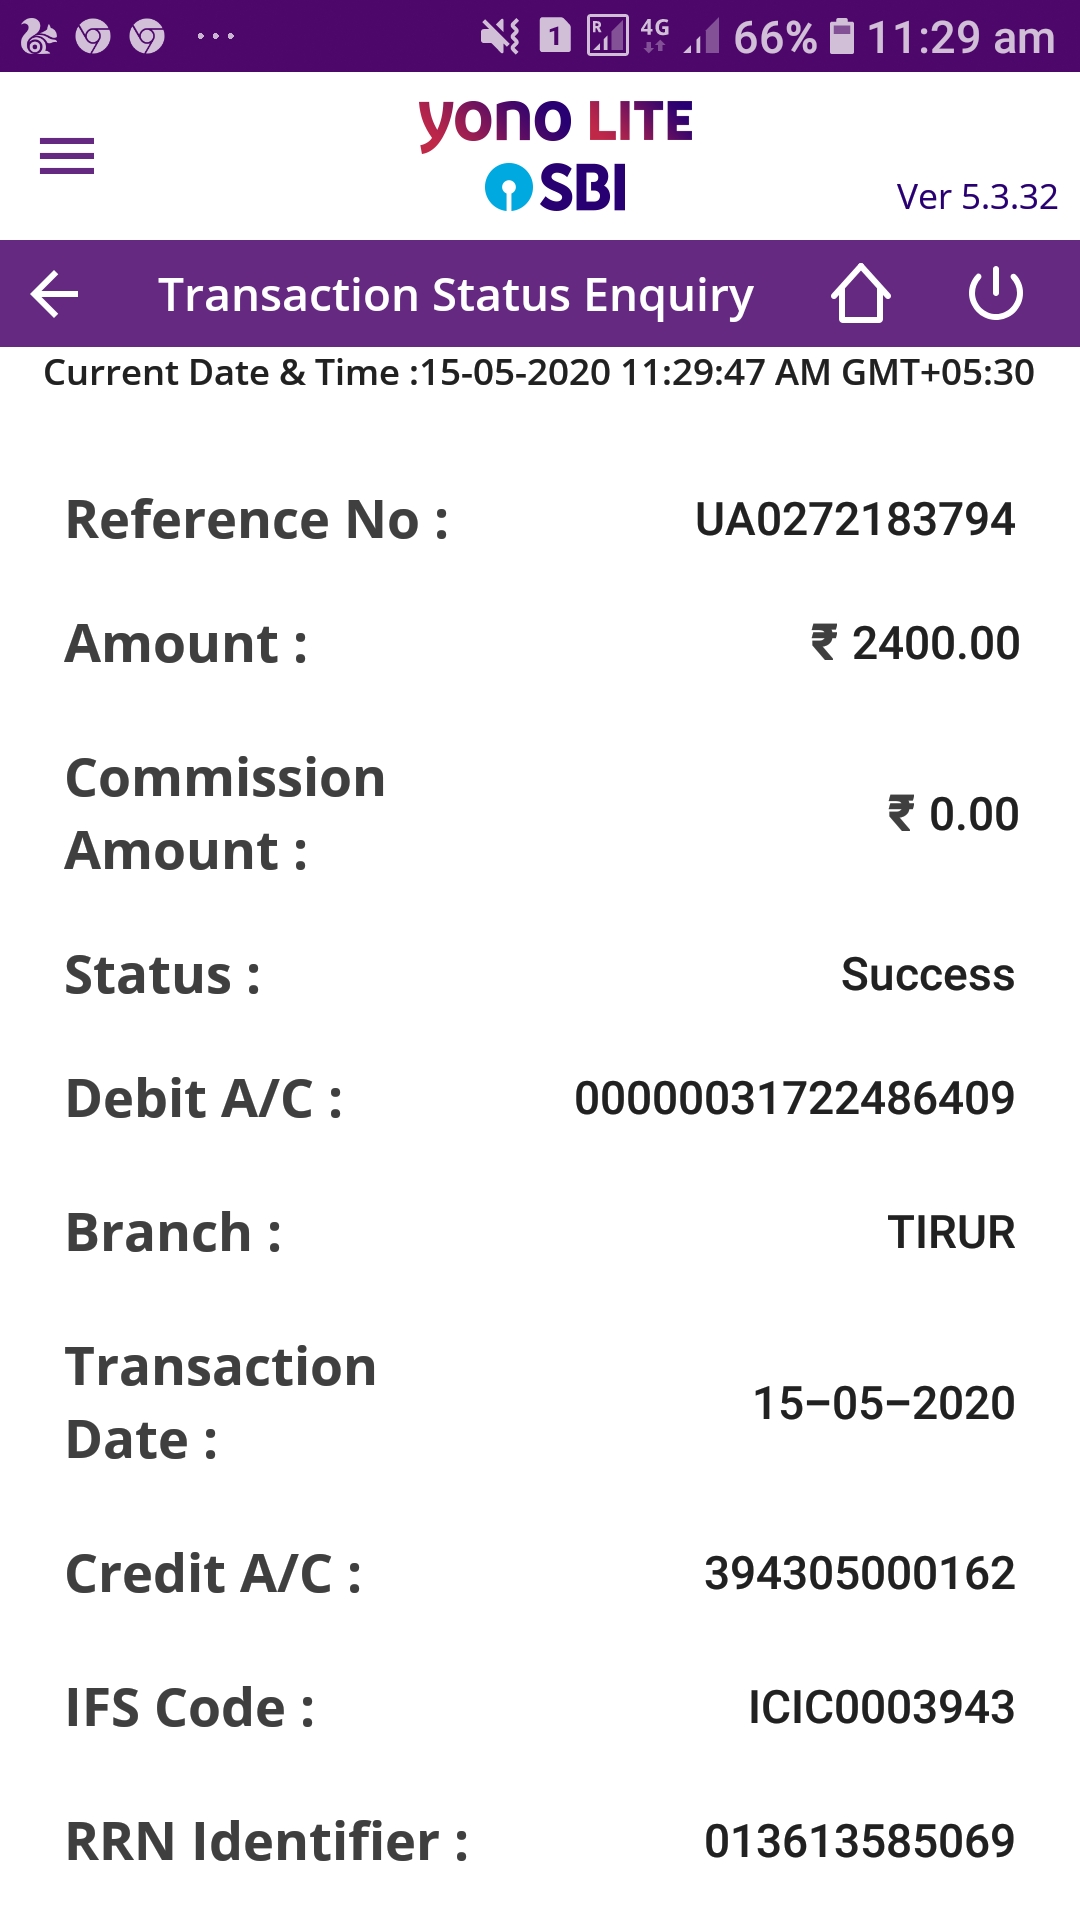 1 R 4G 66% 11:29 am
yono LITE
SBI
Ver 5.3.32
Transaction Status Enquiry
Current Date & Time :15-05-2020 11:29:47 AM GMT+05:30
Reference No : UA0272183794
Amount : ₹ 2400.00
Commission
Amount : ₹ 0.00
Status : Success
Debit A/C : 00000031722486409
Branch : TIRUR
Transaction
Date : 15-05-2020
Credit A/C : 394305000162
IFS Code : ICIC0003943
RRN Identifier : 013613585069